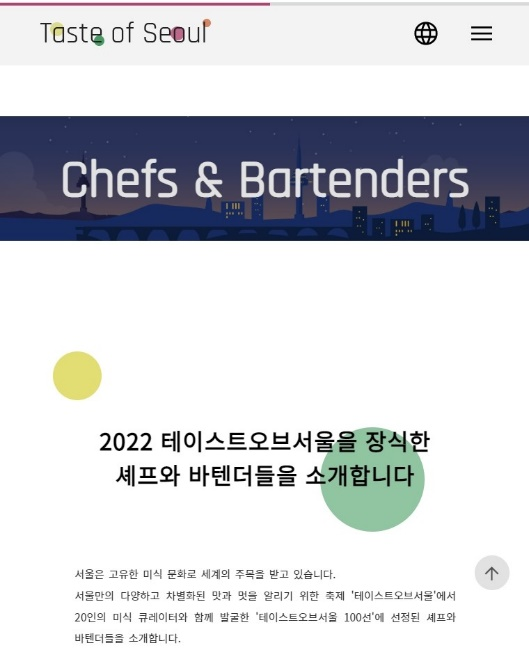 Taste of Seoul
Chefs & Bartenders
2022 테이스트오브서울을 장식한
셰프와 바텐더들을 소개합니다
서울은 고유한 미식 문화로 세계의 주목을 받고 있습니다.
서울만의 다양하고 차별화된 맛과 멋을 알리기 위한 축제 '테이스트오브서울'에서
20인의 미식 큐레이터와 함께 발굴한 '테이스트오브서울 100선'에 선정된 셰프와
바텐더들을 소개합니다.